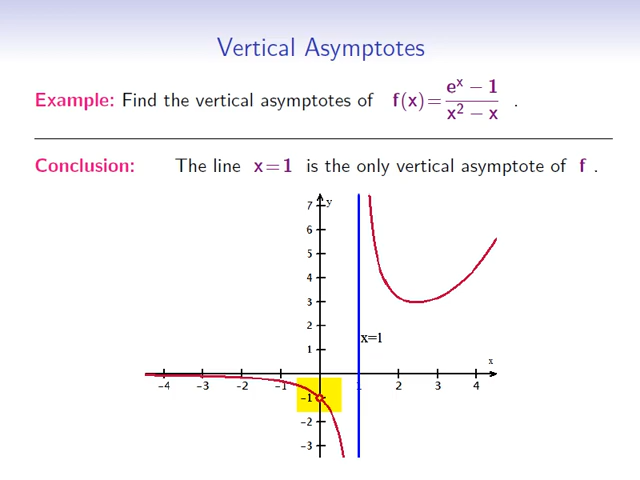 Vertical Asymptotes
Example: Find the vertical asymptotes of f(x)= (e^x − 1)/(x² − x) .
Conclusion: The line x=1 is the only vertical asymptote of f .
y
7
6
5
4
3
2
1
x=1
x
−4 −3 −2 −1 1 2 3 4
−1
−2
−3